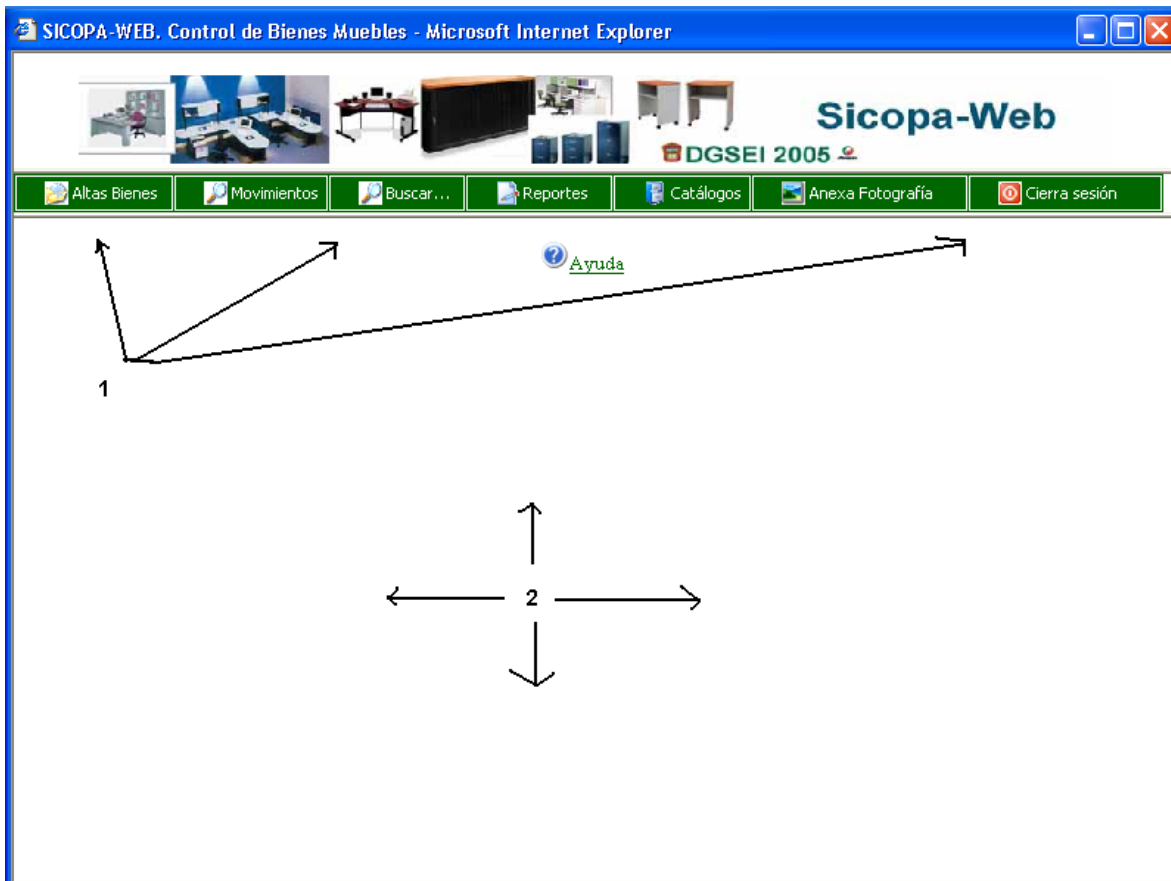 SICOPA-WEB. Control de Bienes Muebles - Microsoft Internet Explorer
Sicopa-Web
DGSEI 2005
Altas Bienes Movimientos Buscar... Reportes Catálogos Anexa Fotografía Cierra sesión
Ayuda
1
2